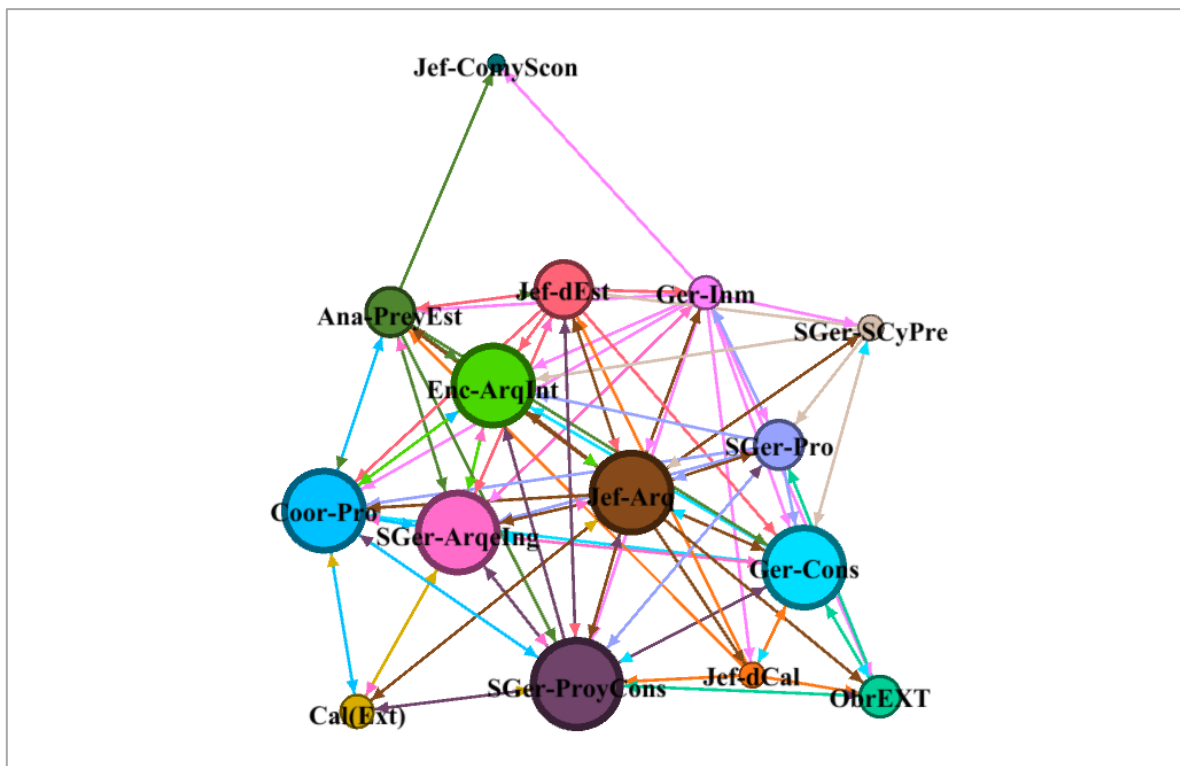 Jef-ComyScon
Jef-dEst
Ger-Inm
Ana-PreyEst
SGer-SCyPre
Enc-ArqInt
SGer-Pro
Jef-Arq
Coor-Pro
SGer-ArqeIng
Ger-Cons
Jef-dCal
SGer-ProyCons
ObrEXT
Cal(Ext)